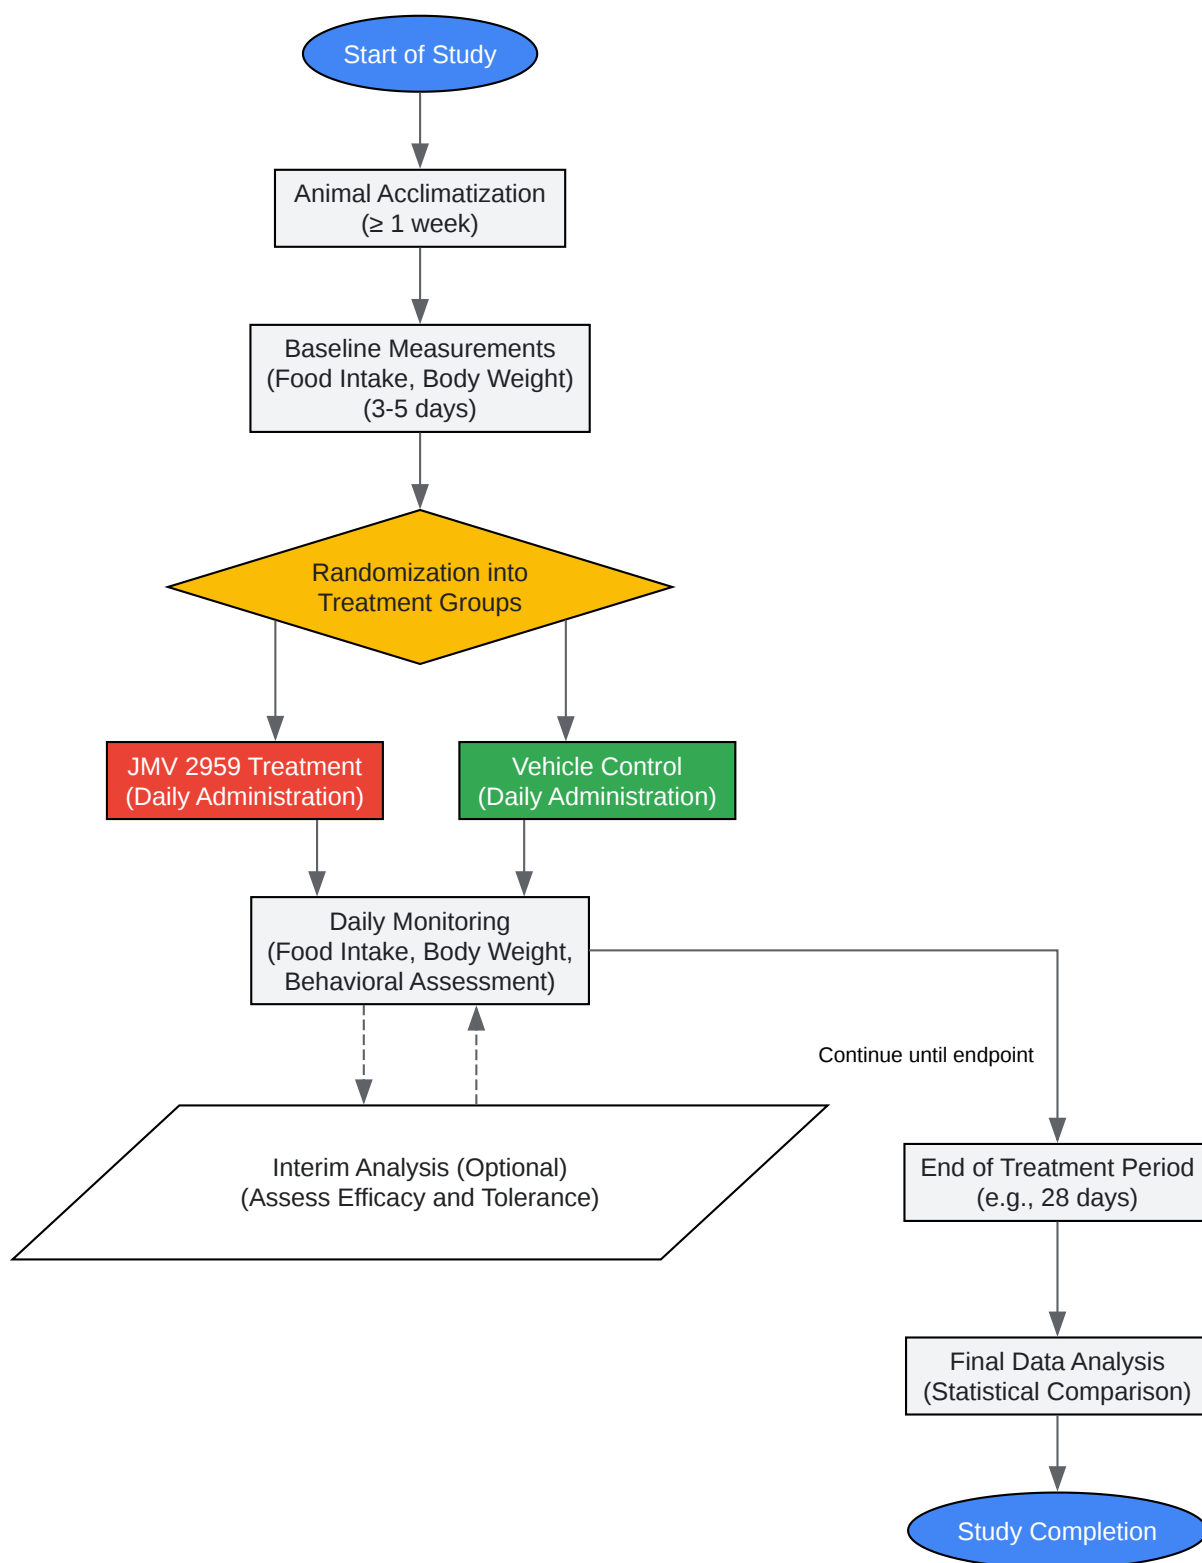 Start of Study
Animal Acclimatization
(≥ 1 week)
Baseline Measurements
(Food Intake, Body Weight)
(3-5 days)
Randomization into
Treatment Groups
JMV 2959 Treatment
(Daily Administration)
Vehicle Control
(Daily Administration)
Daily Monitoring
(Food Intake, Body Weight,
Behavioral Assessment)
Continue until endpoint
Interim Analysis (Optional)
(Assess Efficacy and Tolerance)
End of Treatment Period
(e.g., 28 days)
Final Data Analysis
(Statistical Comparison)
Study Completion